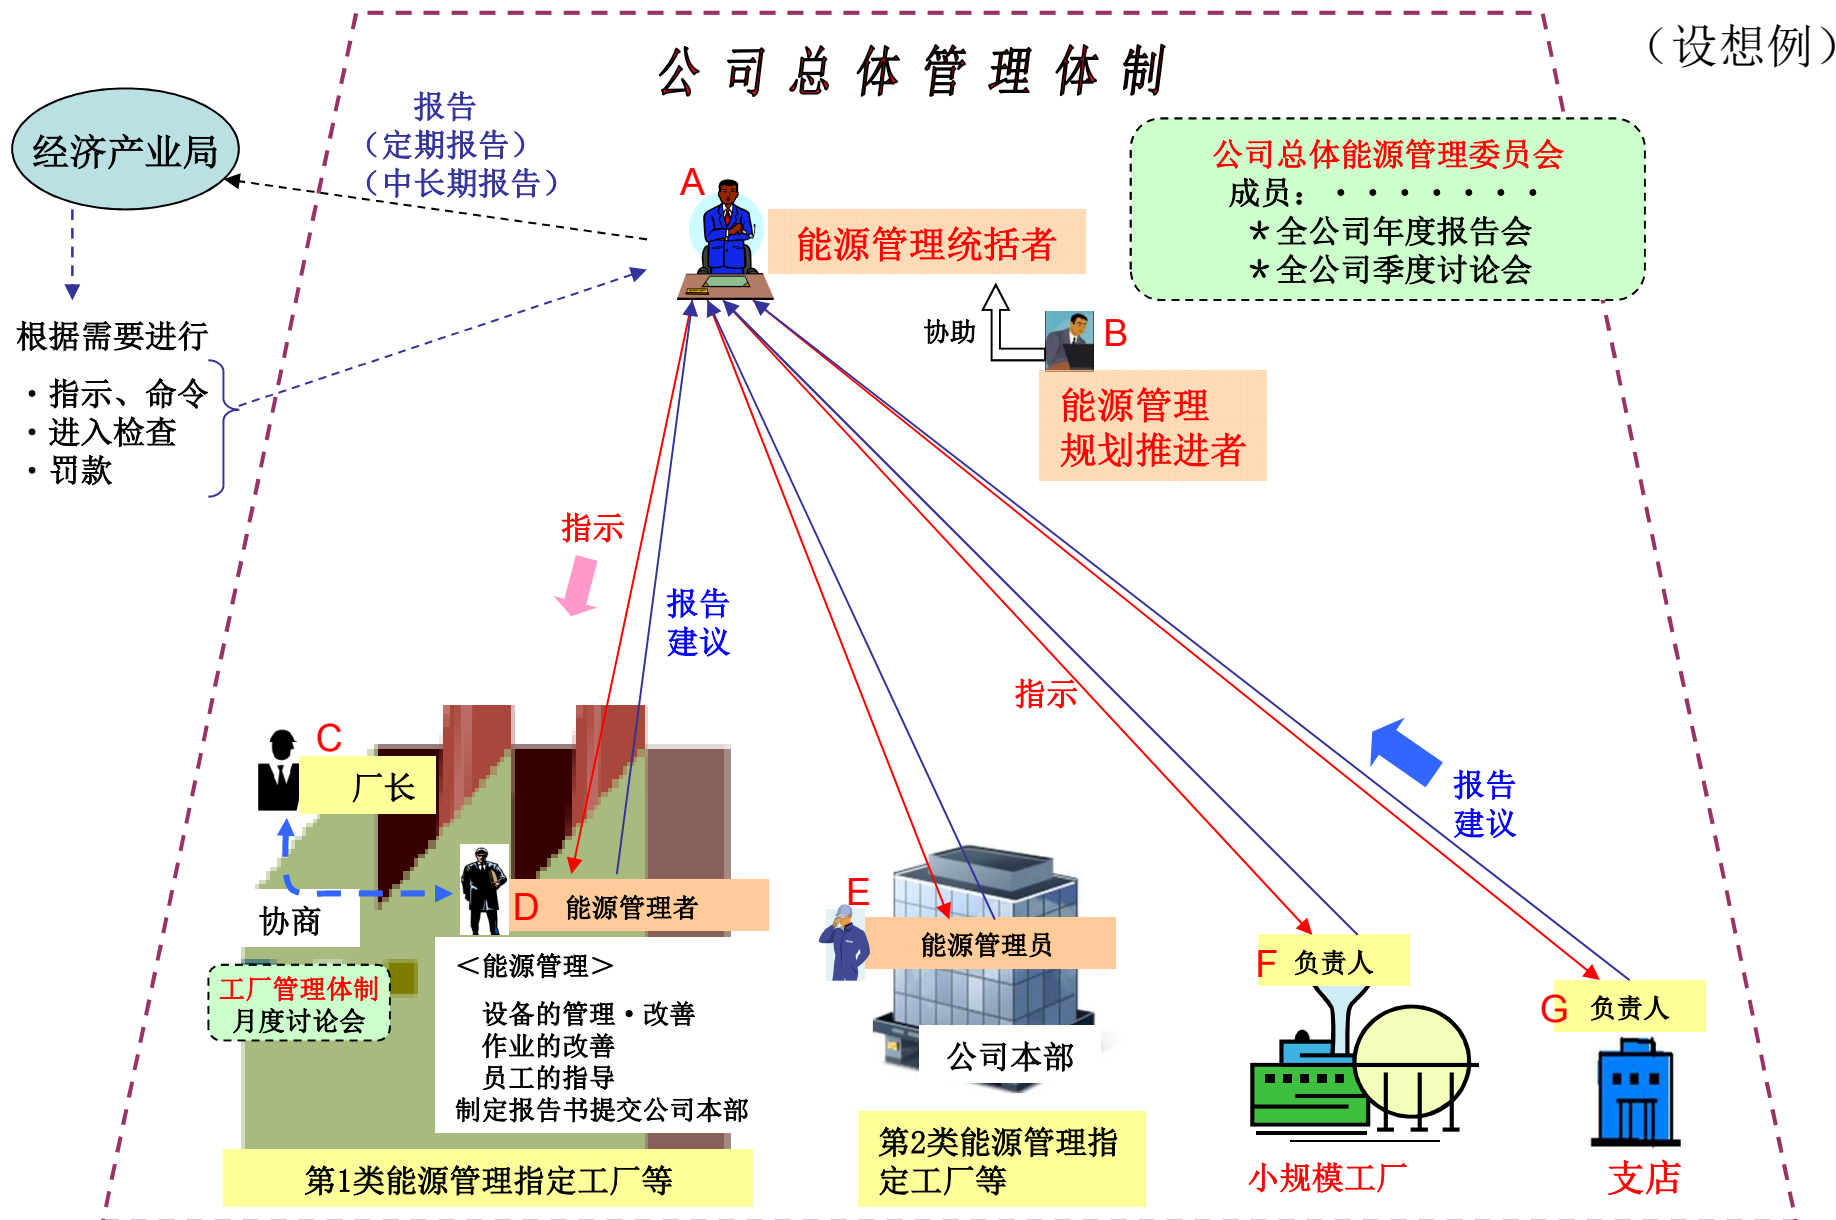 （设想例）
公司总体管理体制
经济产业局
报告
（定期报告）
（中长期报告）
公司总体能源管理委员会
成员：・・・・・・・
＊全公司年度报告会
＊全公司季度讨论会
A
能源管理统括者
协助
B
能源管理
规划推进者
根据需要进行
・指示、命令
・进入检查
・罚款
指示
报告
建议
指示
报告
建议
C
厂长
协商
D
能源管理者
工厂管理体制
月度讨论会
＜能源管理＞
设备的管理・改善
作业的改善
员工的指导
制定报告书提交公司本部
第1类能源管理指定工厂等
E
能源管理员
公司本部
第2类能源管理指
定工厂等
F
负责人
小规模工厂
G
负责人
支店